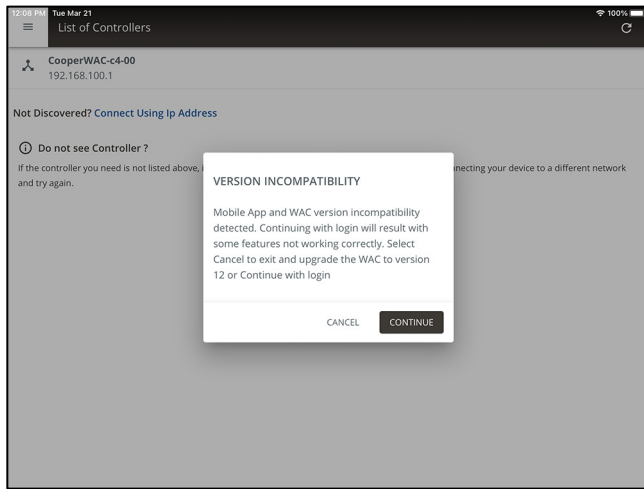 12:08 PM Tue Mar 21 100%
List of Controllers
CooperWAC-c4-00
192.168.100.1
Not Discovered? Connect Using Ip Address
Do not see Controller ?
If the controller you need is not listed above, i nnecting your device to a different network
and try again.
VERSION INCOMPATIBILITY
Mobile App and WAC version incompatibility
detected. Continuing with login will result with
some features not working correctly. Select
Cancel to exit and upgrade the WAC to version
12 or Continue with login
CANCEL CONTINUE